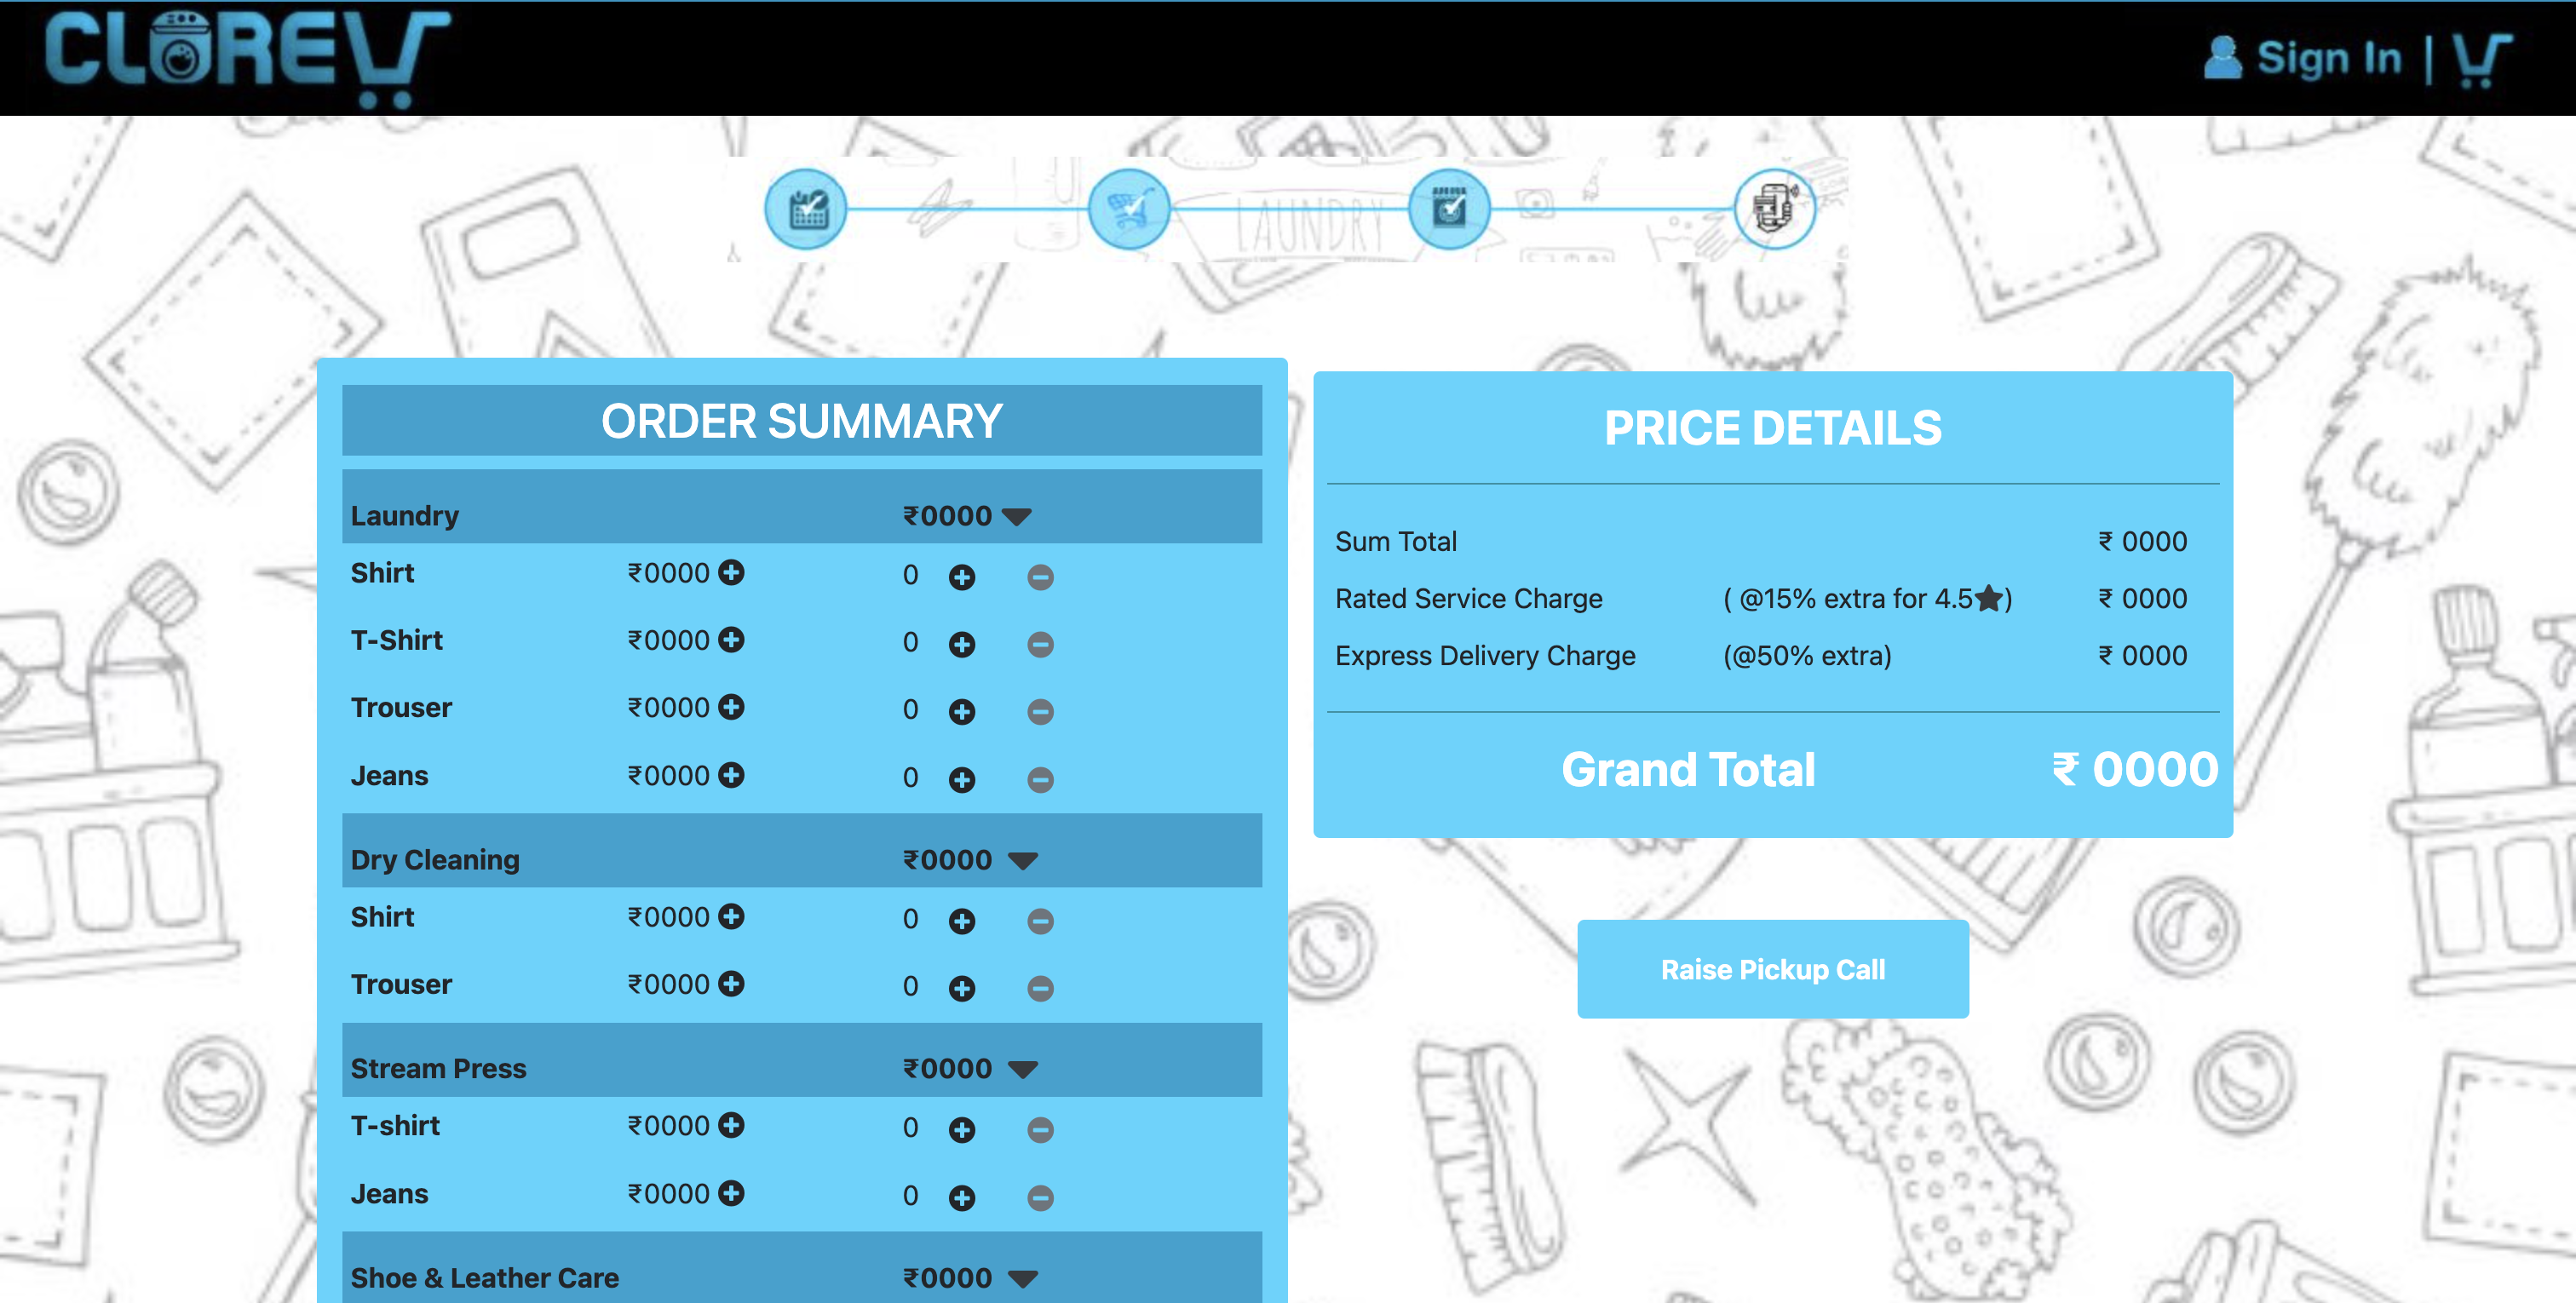 CLOREV
Sign In |
LAUNDRY
ORDER SUMMARY
Laundry ₹0000
Shirt ₹0000 0
T-Shirt ₹0000 0
Trouser ₹0000 0
Jeans ₹0000 0
Dry Cleaning ₹0000
Shirt ₹0000 0
Trouser ₹0000 0
Stream Press ₹0000
T-shirt ₹0000 0
Jeans ₹0000 0
Shoe & Leather Care ₹0000
PRICE DETAILS
Sum Total ₹ 0000
Rated Service Charge ( @15% extra for 4.5★) ₹ 0000
Express Delivery Charge (@50% extra) ₹ 0000
Grand Total ₹ 0000
Raise Pickup Call